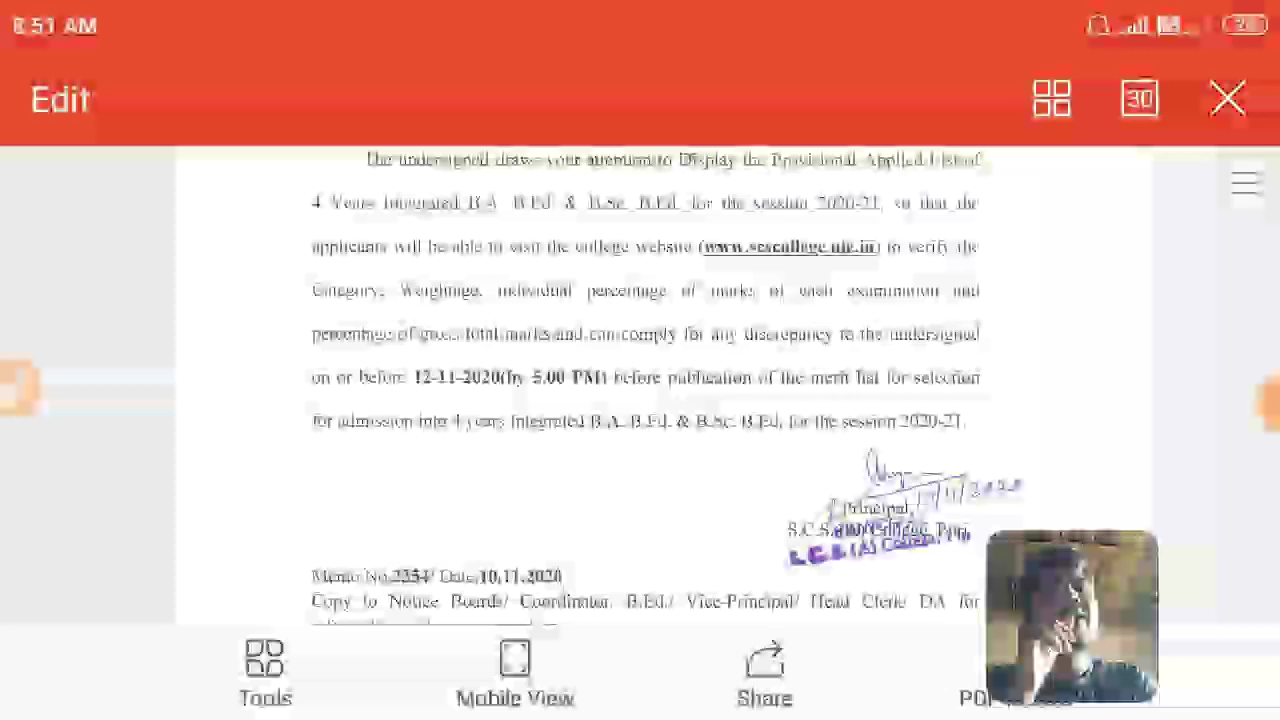 8:51 AM
Edit
30
The undersigned draws your attention to Display the Provisional Applied List of
4 Years Integrated B.A. B.Ed. & B.Sc. B.Ed. for the session 2020-21, so that the
applicants will be able to visit the college website (www.scscollege.nic.in) to verify the
Category, Weightage, individual percentage of marks of each examination and
percentage of gross total marks and can comply for any discrepancy to the undersigned
on or before 12-11-2020(by 5.00 PM) before publication of the merit list for selection
for admission into 4 years Integrated B.A. B.Ed. & B.Sc. B.Ed. for the session 2020-21.
Principal,
S.C.S. College, Puri
Memo No.2254/ Date.10.11.2020
Copy to Notice Boards/ Coordinator, B.Ed./ Vice-Principal/ Head Clerk/ DA for
Tools
Mobile View
Share